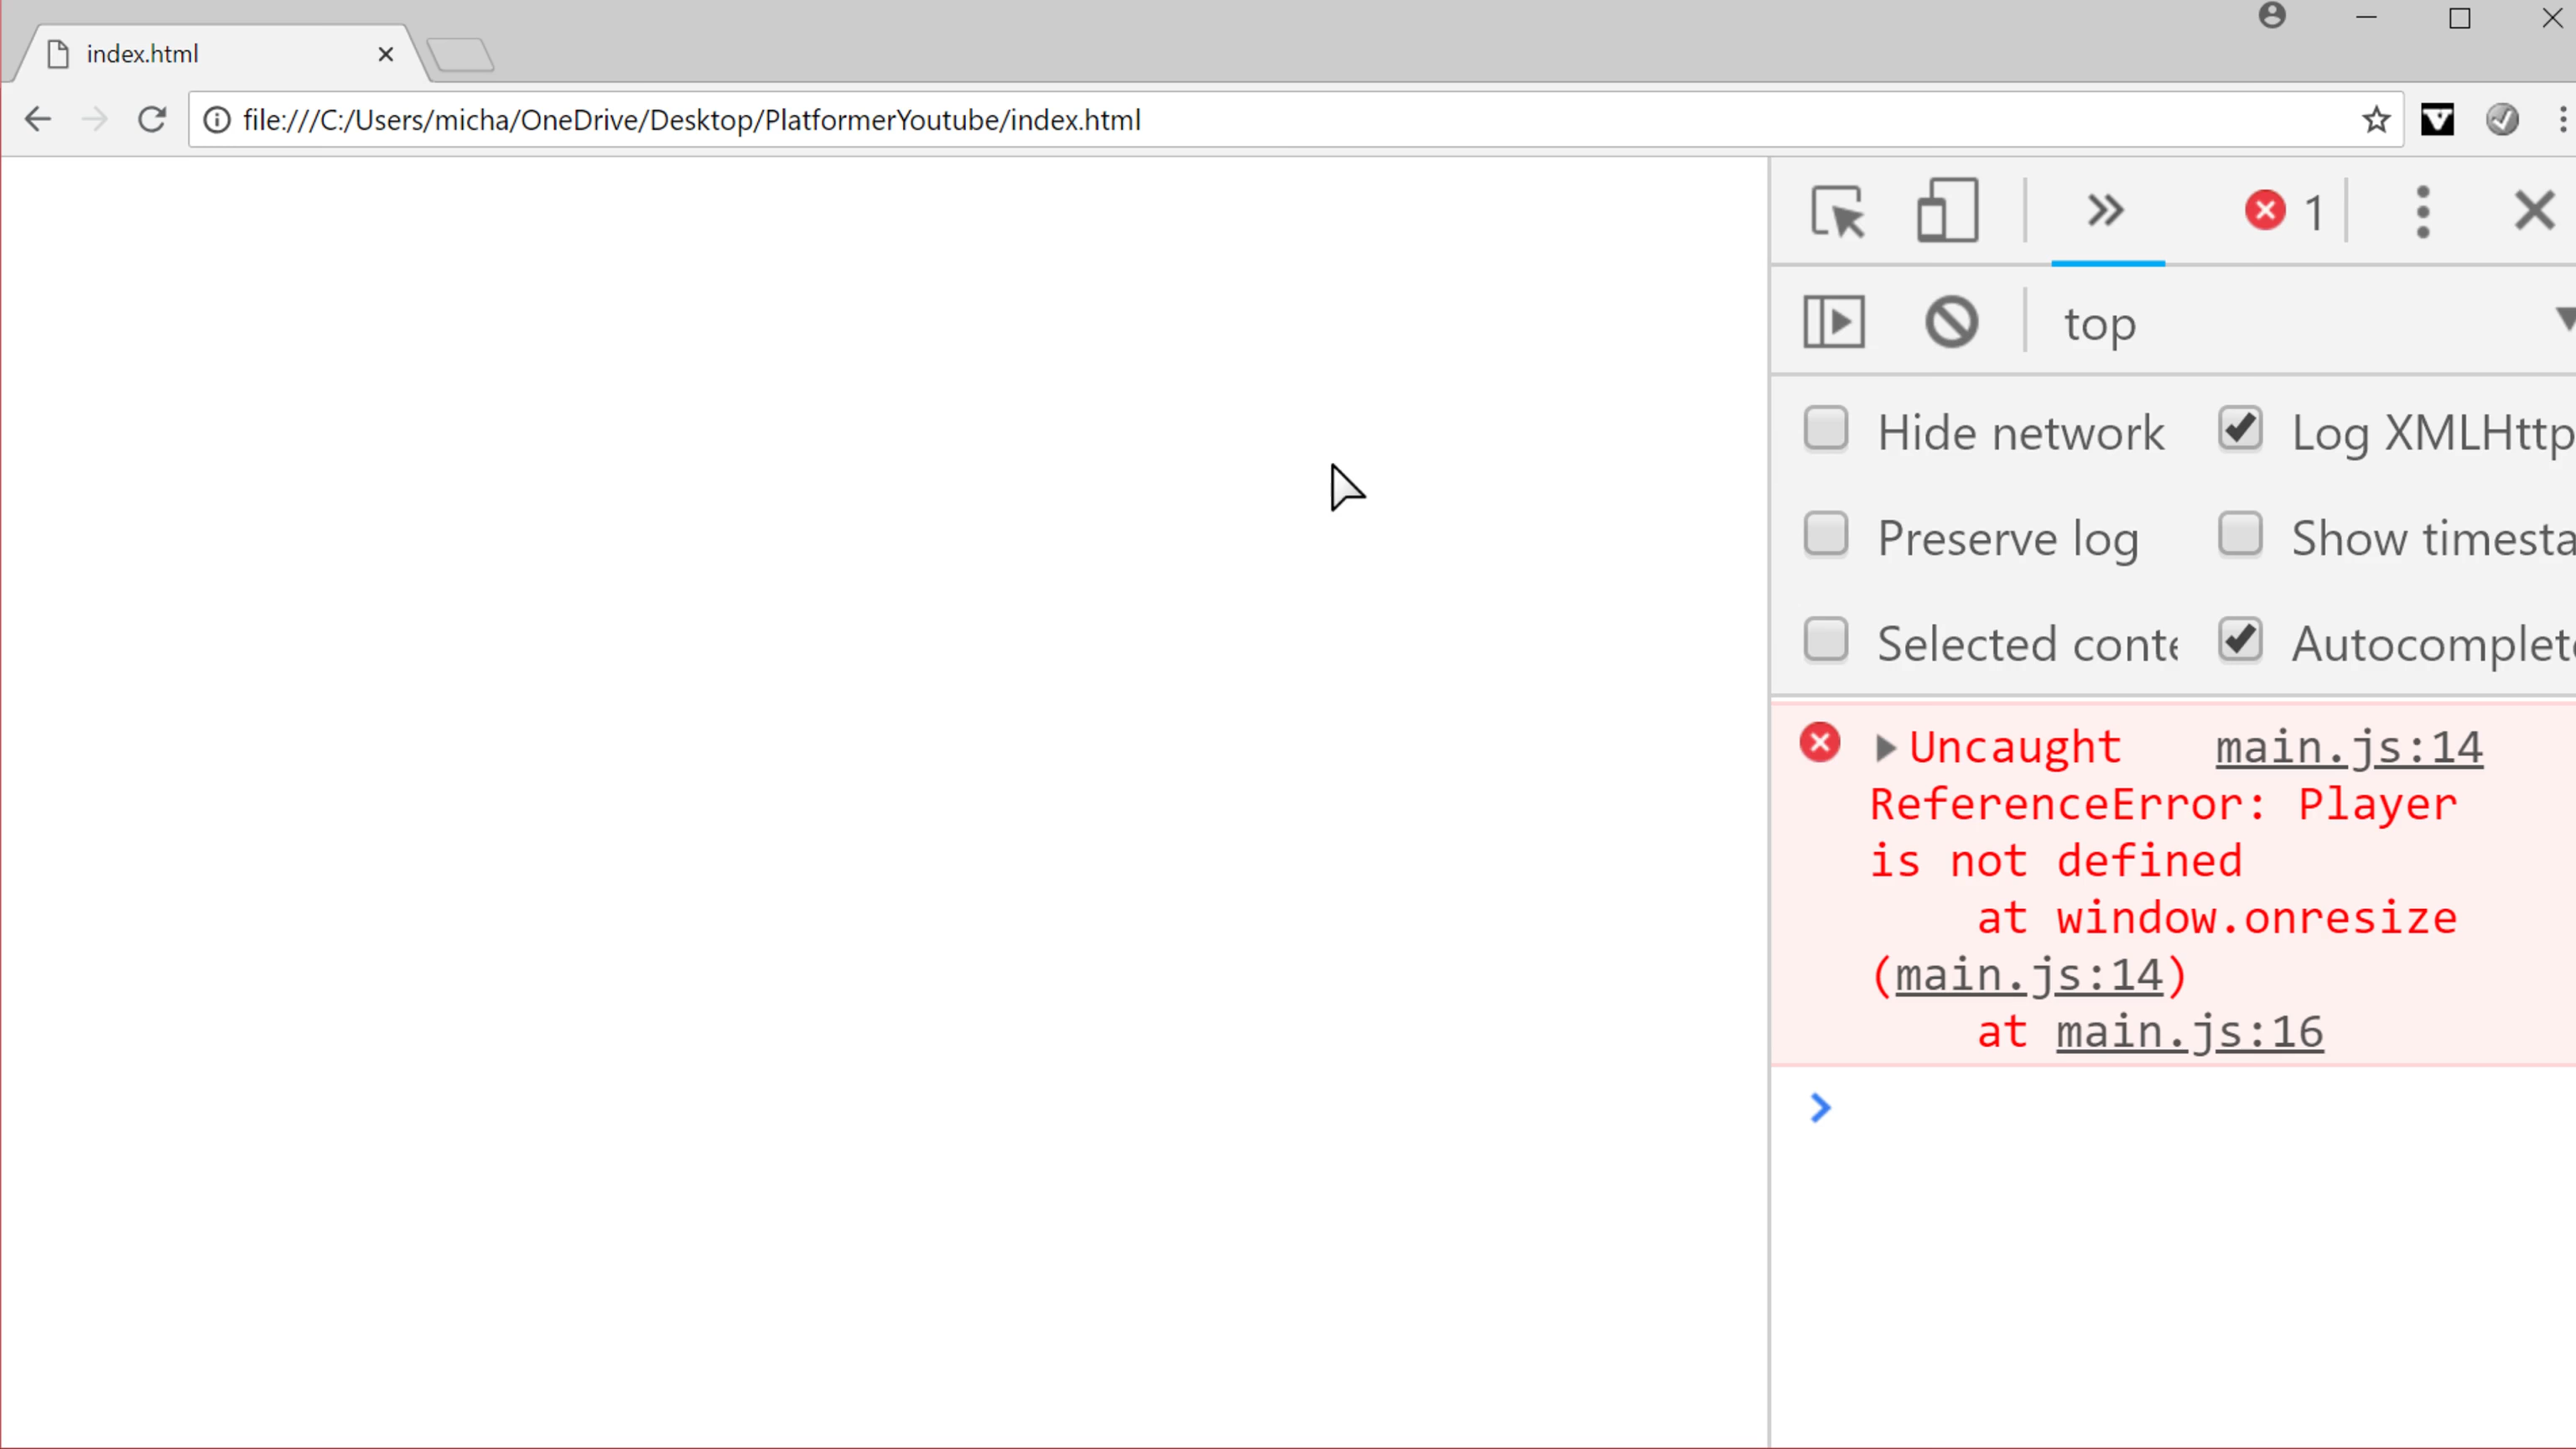 index.html
file:///C:/Users/micha/OneDrive/Desktop/PlatformerYoutube/index.html
1
top
Hide network
Log XMLHttp
Preserve log
Show timesta
Selected conte
Autocomplete
Uncaught main.js:14
ReferenceError: Player
is not defined
at window.onresize
(main.js:14)
at main.js:16